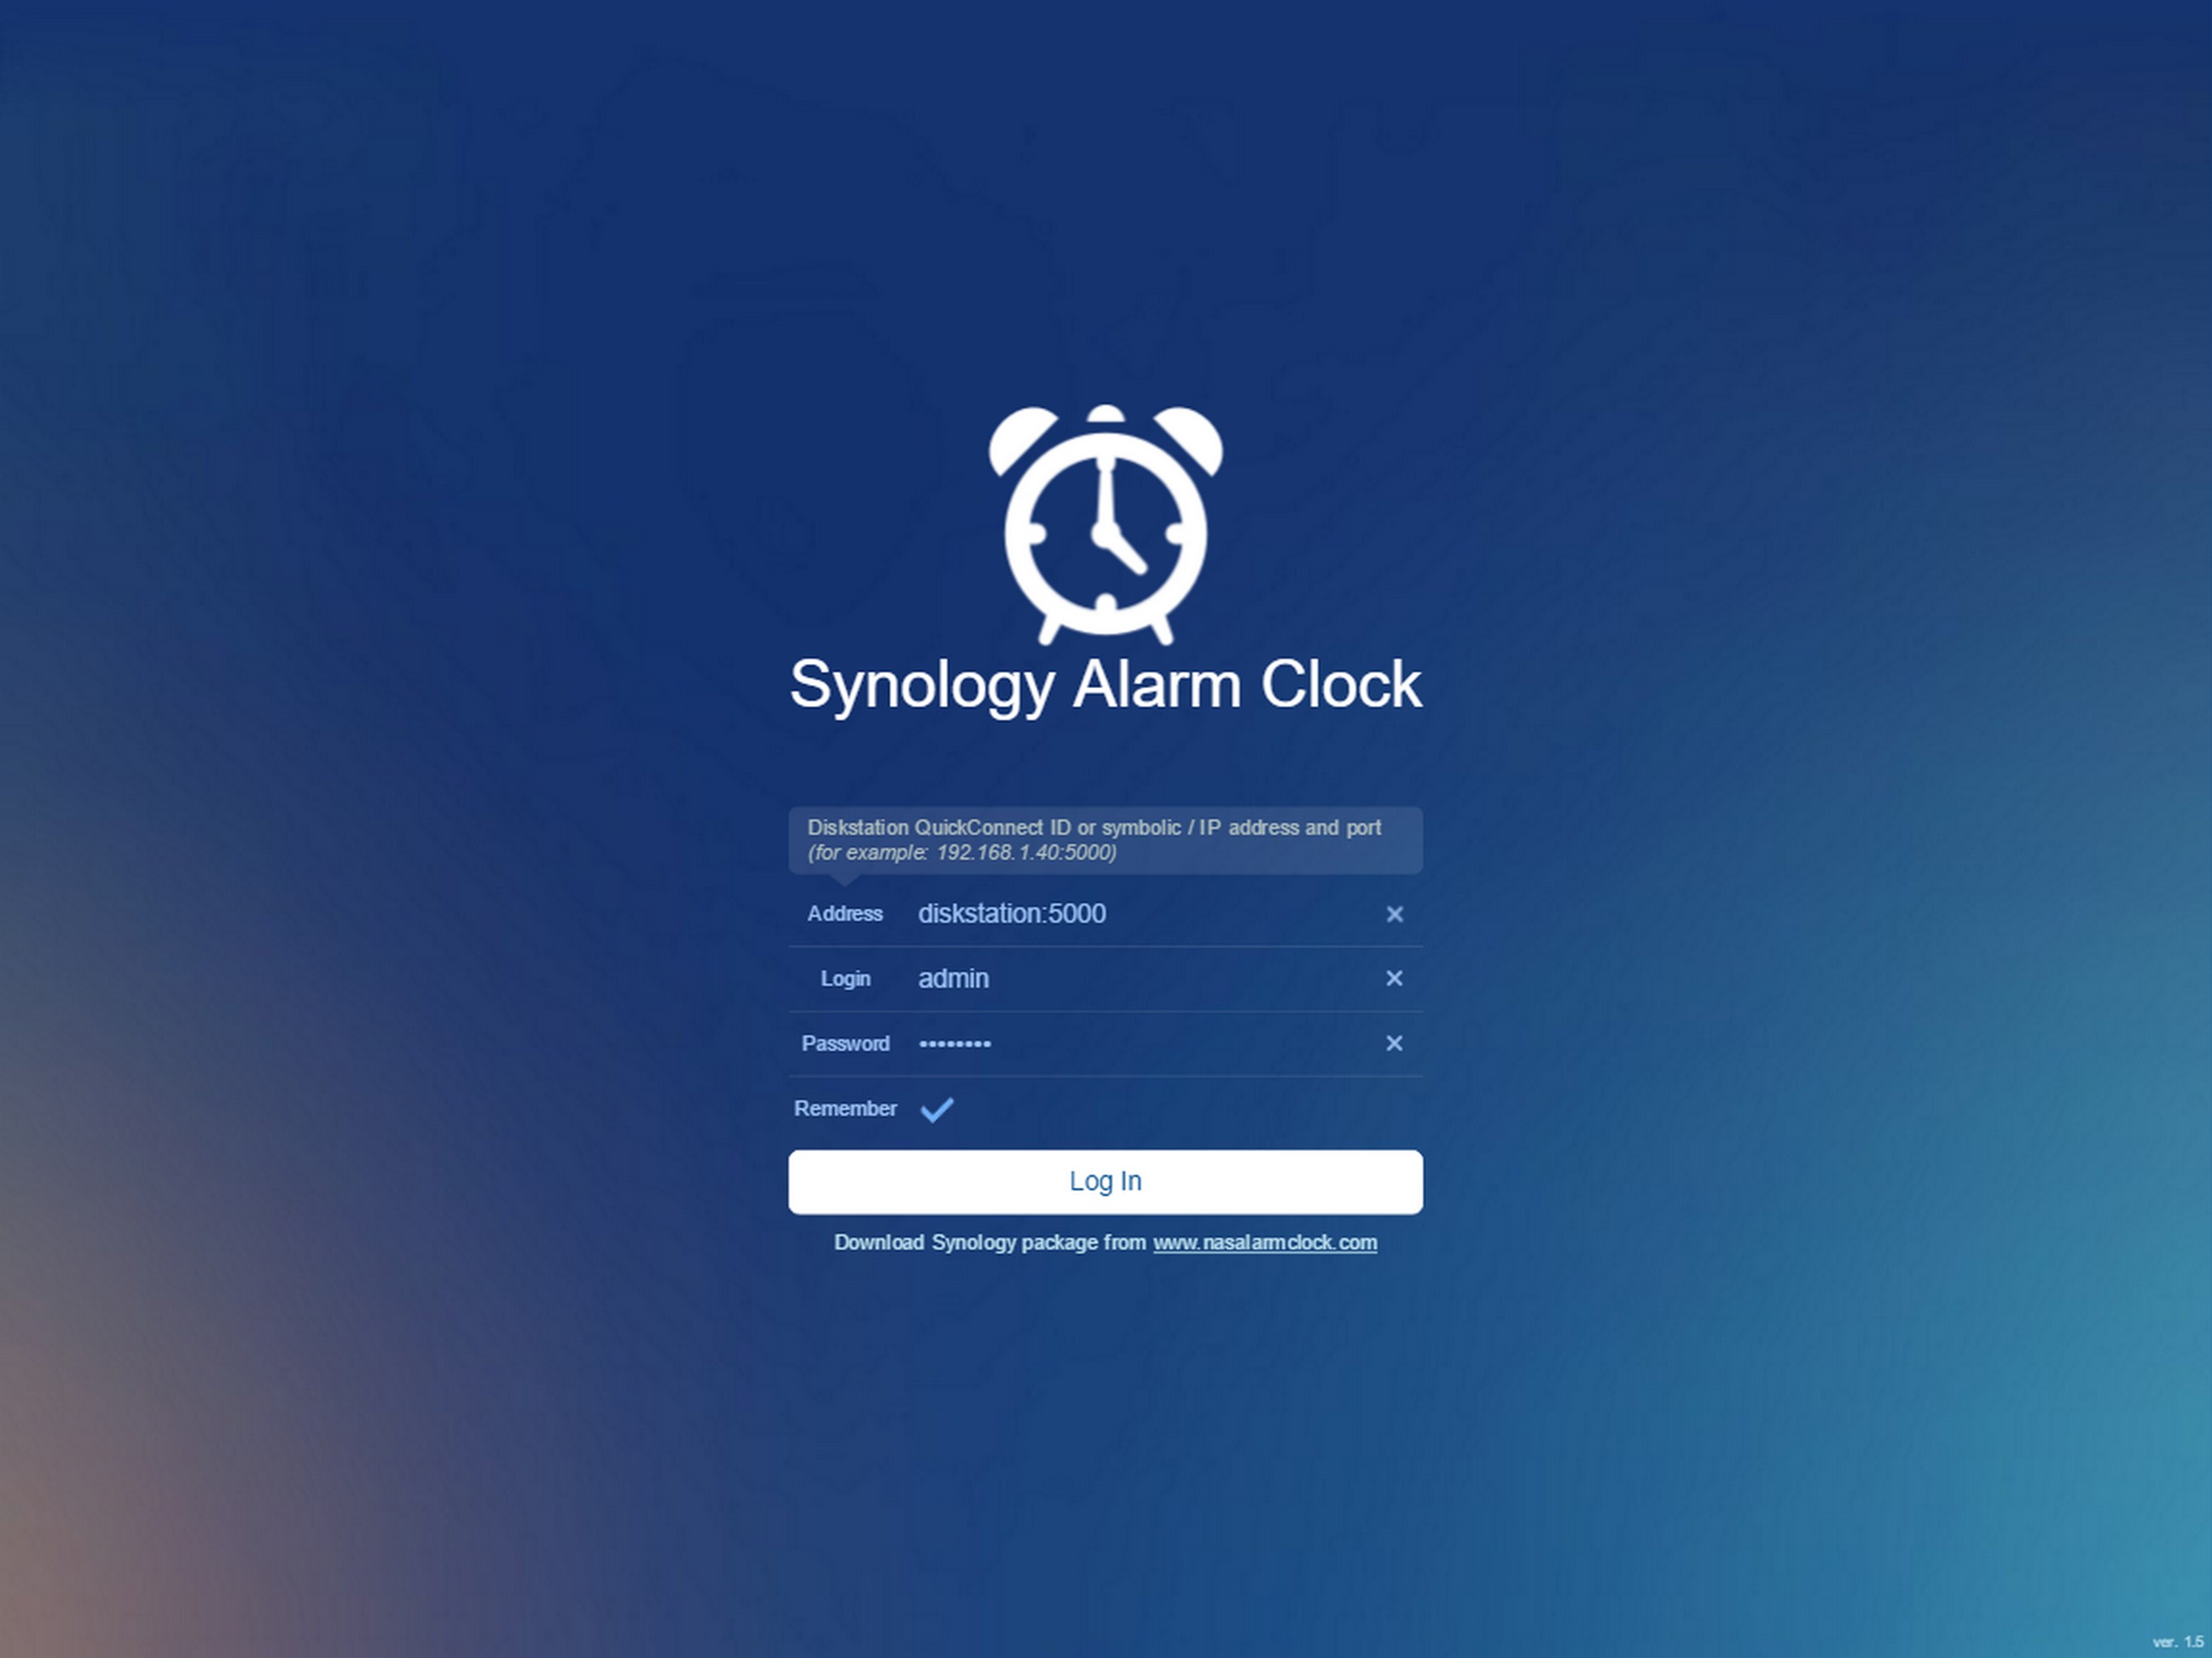 Synology Alarm Clock
Diskstation QuickConnect ID or symbolic / IP address and port
(for example: 192.168.1.40:5000)
Address diskstation:5000
Login admin
Password ••••••••
Remember
Log In
Download Synology package from www.nasalarmclock.com
ver. 1.5